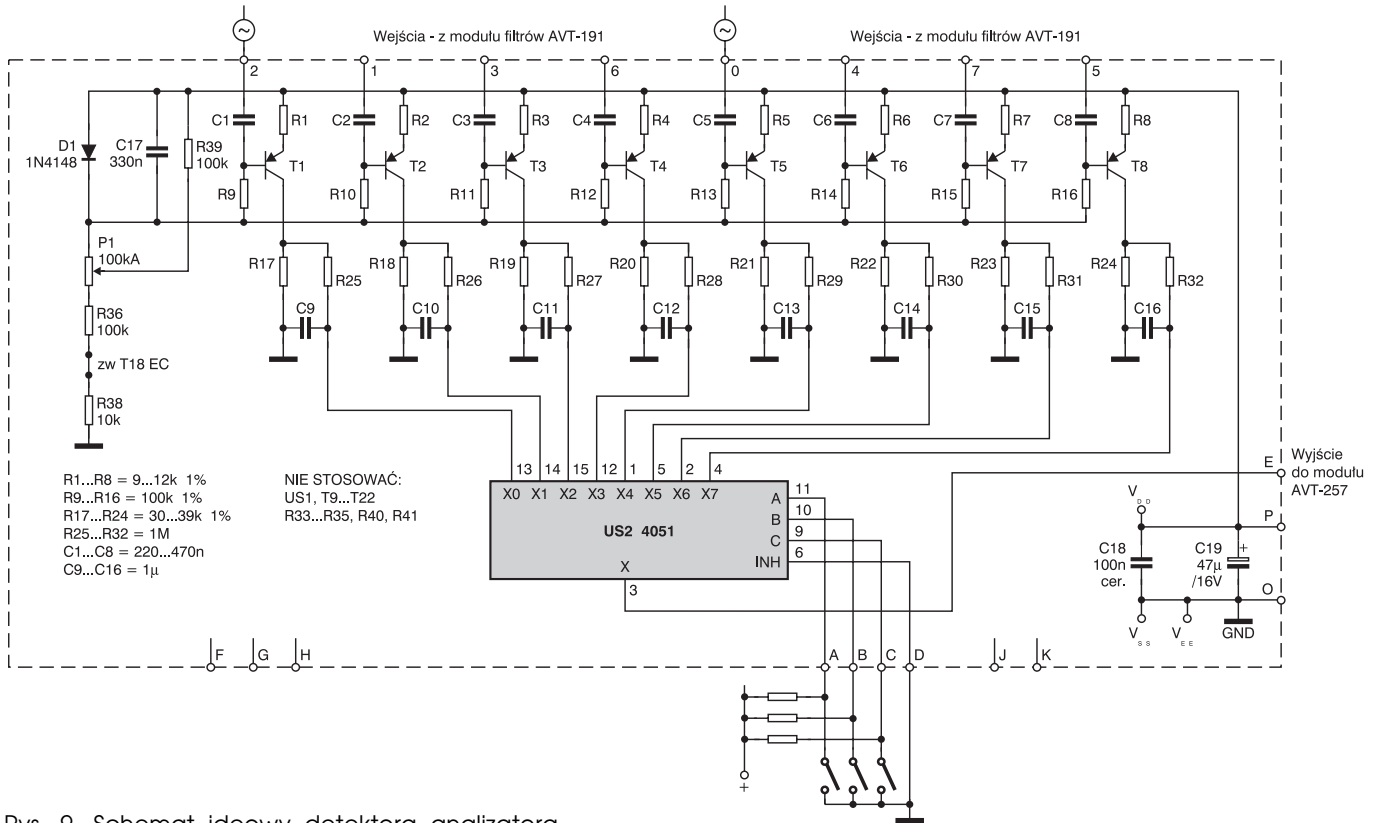 Wejścia - z modułu filtrów AVT-191
Wejścia - z modułu filtrów AVT-191
2
1
3
6
0
4
7
5
C1
R1
C2
R2
C3
R3
C4
R4
C5
R5
C6
R6
C7
R7
C8
R8
D1
1N4148
C17
330n
R39
100k
T1
T2
T3
T4
T5
T6
T7
T8
R9
R10
R11
R12
R13
R14
R15
R16
P1
100kA
R17
R25
R18
R26
R19
R27
R20
R28
R21
R29
R22
R30
R23
R31
R24
R32
C9
C10
C11
C12
C13
C14
C15
C16
R36
100k
zw T18 EC
R38
10k
R1...R8 = 9...12k 1%
R9...R16 = 100k 1%
R17...R24 = 30...39k 1%
R25...R32 = 1M
C1...C8 = 220...470n
C9...C16 = 1µ
NIE STOSOWAĆ:
US1, T9...T22
R33...R35, R40, R41
13 14 15 12 1 5 2 4
X0 X1 X2 X3 X4 X5 X6 X7
US2 4051
X
3
A
11
B
10
C
9
INH
6
E
Wyjście
do modułu
AVT-257
P
O
VDD
C18
100n
cer.
C19
+
47µ
/16V
VSS
VEE
GND
F
G
H
A
B
C
D
J
K
+
Rys. 9. Schemat ideowy detektora analizatora